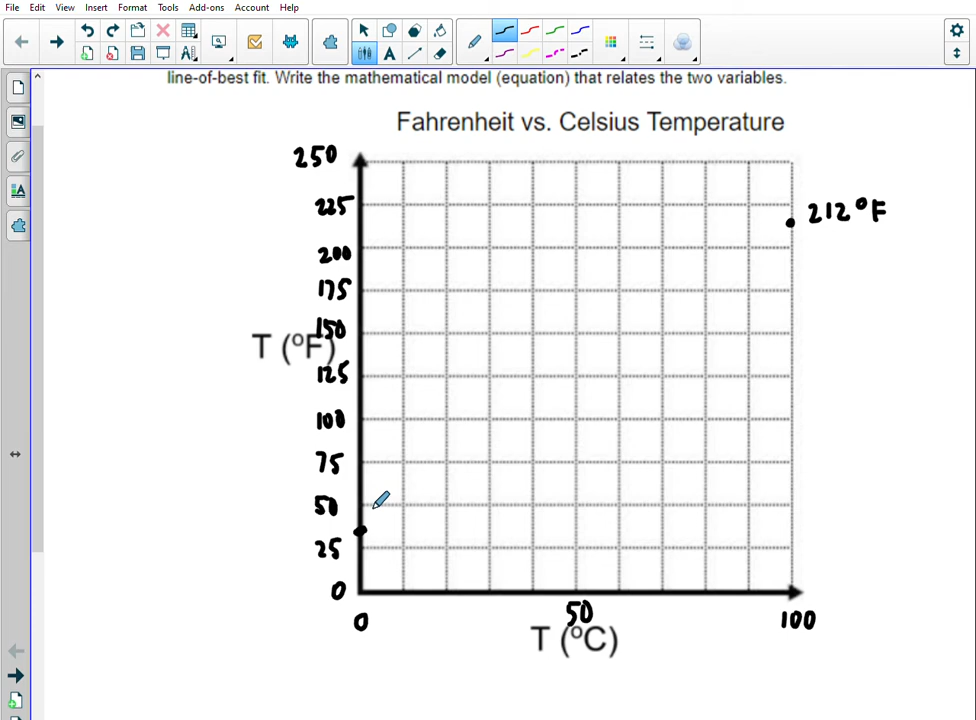 File Edit View Insert Format Tools Add-ons Account Help
line-of-best fit. Write the mathematical model (equation) that relates the two variables.
Fahrenheit vs. Celsius Temperature
250
225
212°F
200
175
150
T (°F)
125
100
75
50
25
0
0 50 100
T (°C)